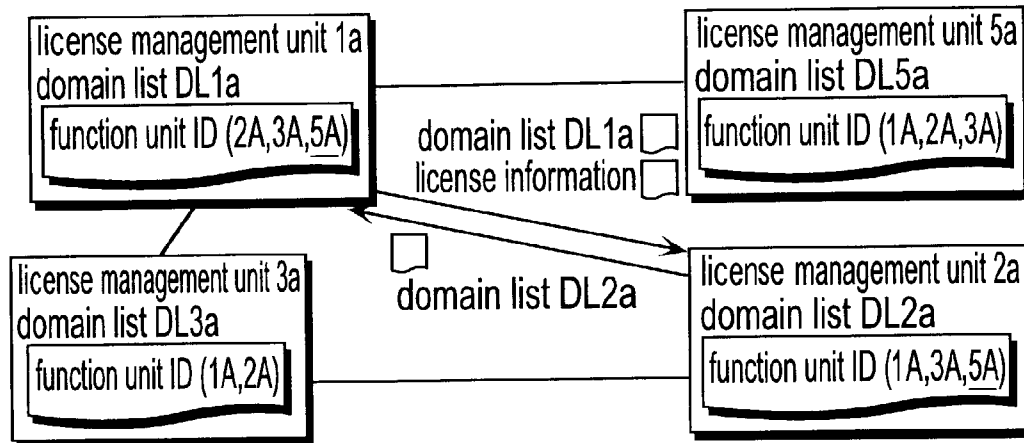 license management unit 1a
domain list DL1a
function unit ID (2A,3A,5A)
license management unit 5a
domain list DL5a
function unit ID (1A,2A,3A)
domain list DL1a
license information
domain list DL2a
license management unit 3a
domain list DL3a
function unit ID (1A,2A)
license management unit 2a
domain list DL2a
function unit ID (1A,3A,5A)